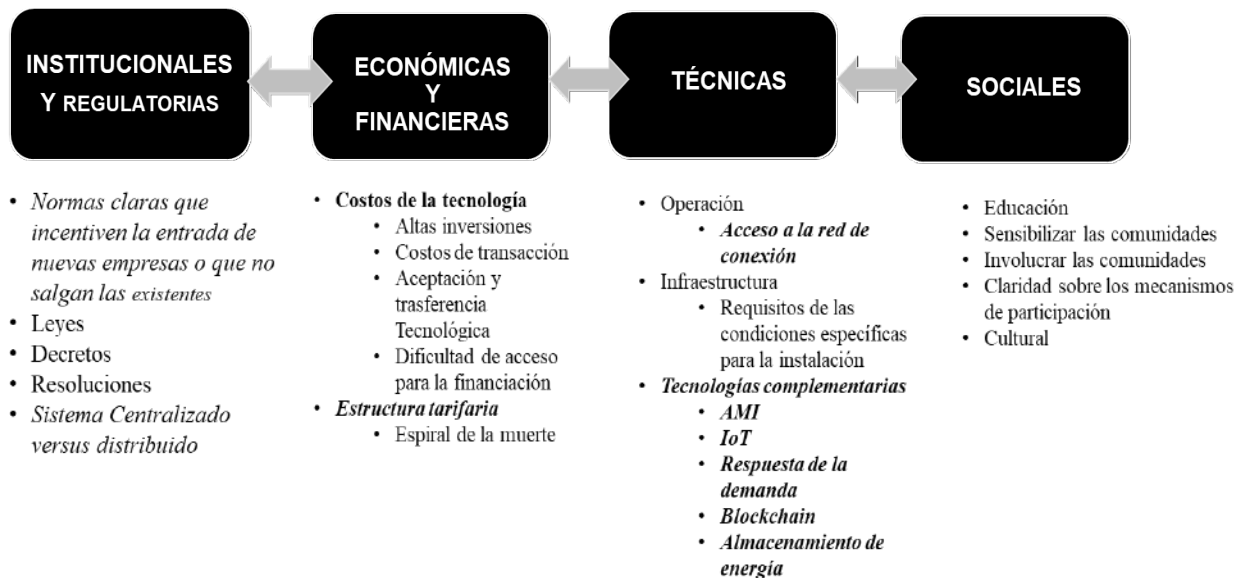 INSTITUCIONALES
Y REGULATORIAS
ECONÓMICAS
Y
FINANCIERAS
TÉCNICAS
SOCIALES
• Normas claras que
incentiven la entrada de
nuevas empresas o que no
salgan las existentes
• Leyes
• Decretos
• Resoluciones
• Sistema Centralizado
versus distribuido
• Costos de la tecnología
• Altas inversiones
• Costos de transacción
• Aceptación y
trasferencia
Tecnológica
• Dificultad de acceso
para la financiación
• Estructura tarifaria
• Espiral de la muerte
• Operación
• Acceso a la red de
conexión
• Infraestructura
• Requisitos de las
condiciones específicas
para la instalación
• Tecnologías complementarias
• AMI
• IoT
• Respuesta de la
demanda
• Blockchain
• Almacenamiento de
energía
• Educación
• Sensibilizar las comunidades
• Involucrar las comunidades
• Claridad sobre los mecanismos
de participación
• Cultural